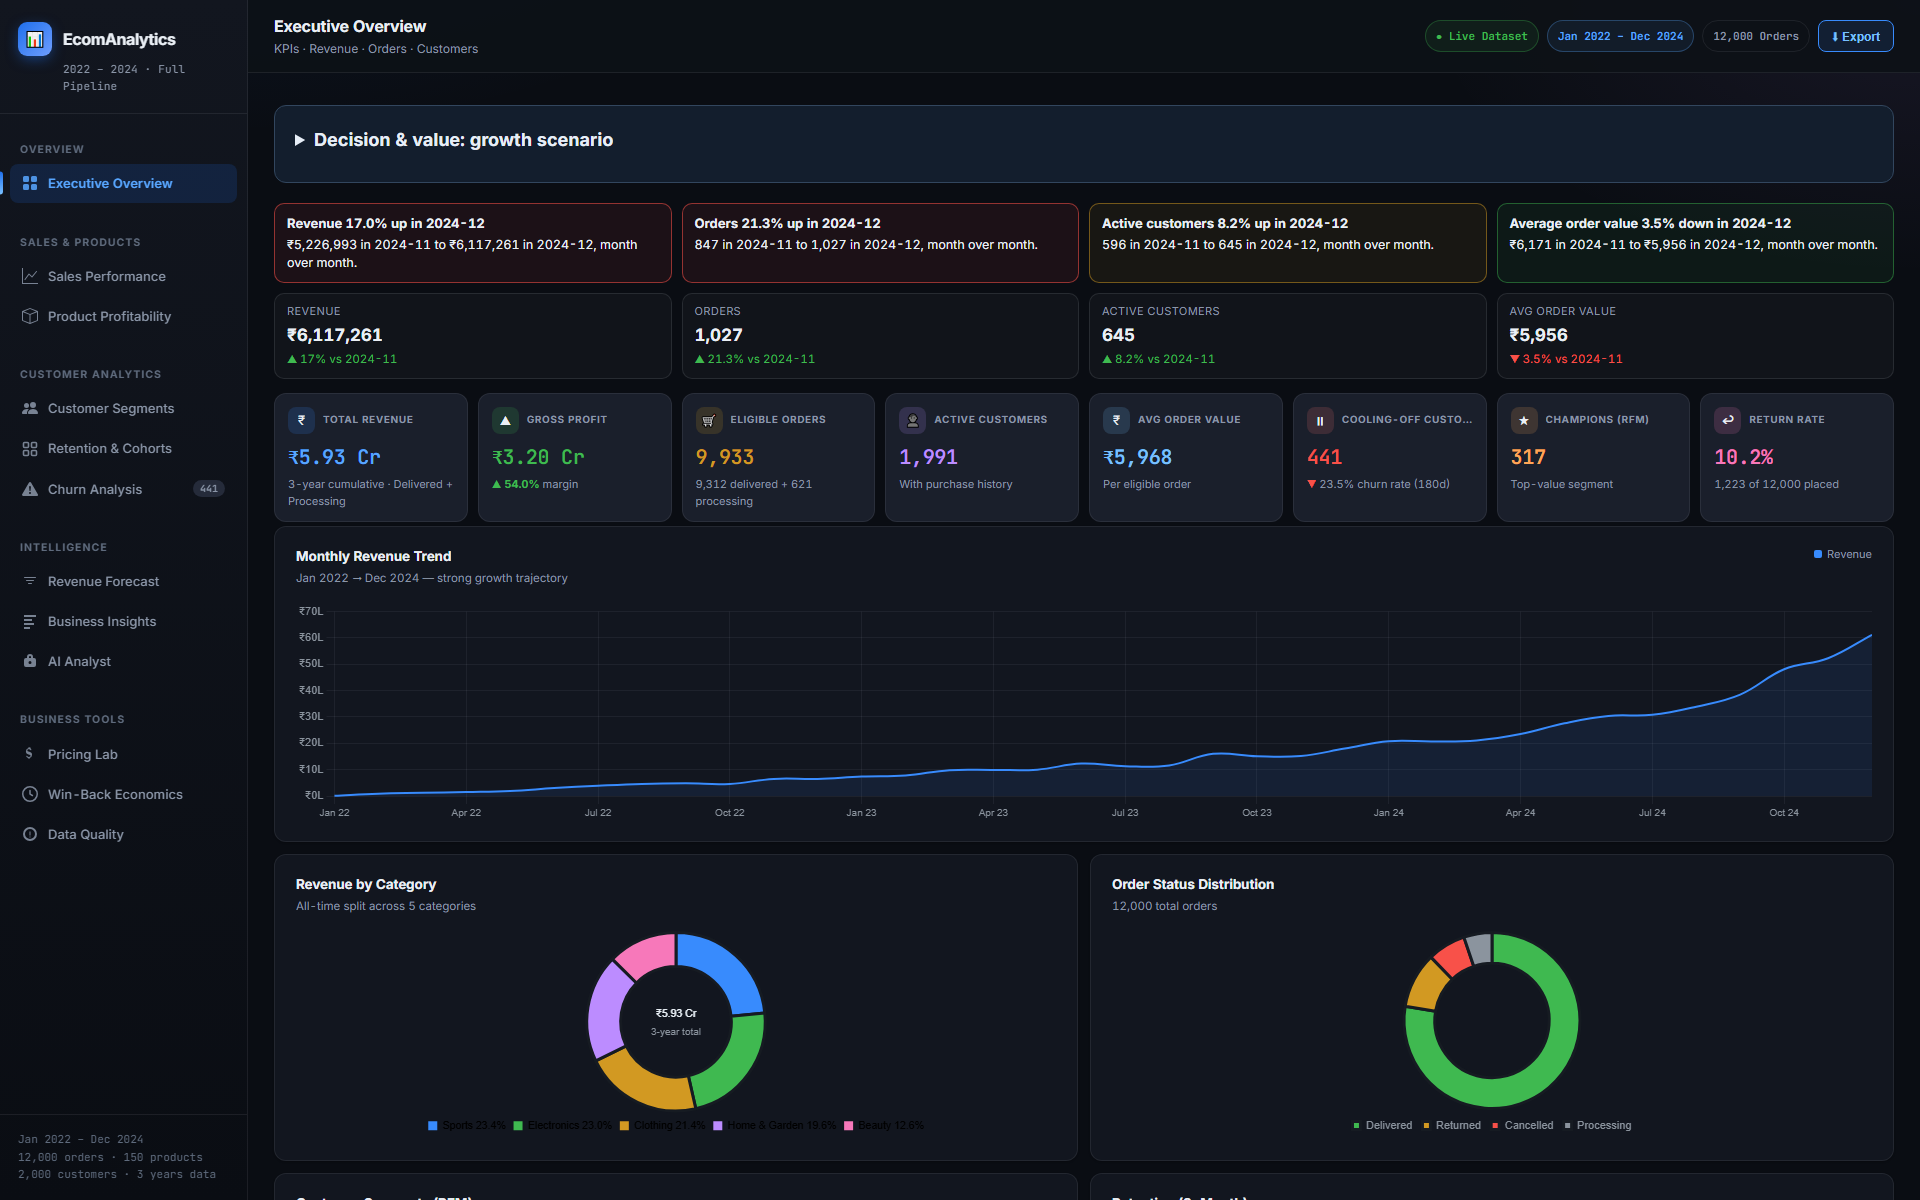 EcomAnalytics
2022 – 2024 · Full
Pipeline
OVERVIEW
Executive Overview
SALES & PRODUCTS
Sales Performance
Product Profitability
CUSTOMER ANALYTICS
Customer Segments
Retention & Cohorts
Churn Analysis 441
INTELLIGENCE
Revenue Forecast
Business Insights
AI Analyst
BUSINESS TOOLS
Pricing Lab
Win-Back Economics
Data Quality
Jan 2022 – Dec 2024
12,000 orders · 150 products
2,000 customers · 3 years data
Executive Overview
KPIs · Revenue · Orders · Customers
● Live Dataset
Jan 2022 – Dec 2024
12,000 Orders
⬇ Export
▶ Decision & value: growth scenario
Revenue 17.0% up in 2024-12
₹5,226,993 in 2024-11 to ₹6,117,261 in 2024-12, month
over month.
Orders 21.3% up in 2024-12
847 in 2024-11 to 1,027 in 2024-12, month over month.
Active customers 8.2% up in 2024-12
596 in 2024-11 to 645 in 2024-12, month over month.
Average order value 3.5% down in 2024-12
₹6,171 in 2024-11 to ₹5,956 in 2024-12, month over month.
REVENUE
₹6,117,261
▲ 17% vs 2024-11
ORDERS
1,027
▲ 21.3% vs 2024-11
ACTIVE CUSTOMERS
645
▲ 8.2% vs 2024-11
AVG ORDER VALUE
₹5,956
▼ 3.5% vs 2024-11
₹ TOTAL REVENUE
₹5.93 Cr
3-year cumulative · Delivered +
Processing
▲ GROSS PROFIT
₹3.20 Cr
▲ 54.0% margin
ELIGIBLE ORDERS
9,933
9,312 delivered + 621
processing
ACTIVE CUSTOMERS
1,991
With purchase history
₹ AVG ORDER VALUE
₹5,968
Per eligible order
COOLING-OFF CUSTO...
441
▼ 23.5% churn rate (180d)
★ CHAMPIONS (RFM)
317
Top-value segment
↩ RETURN RATE
10.2%
1,223 of 12,000 placed
Monthly Revenue Trend
Jan 2022 → Dec 2024 — strong growth trajectory
Revenue
₹70L
₹60L
₹50L
₹40L
₹30L
₹20L
₹10L
₹0L
Jan 22 Apr 22 Jul 22 Oct 22 Jan 23 Apr 23 Jul 23 Oct 23 Jan 24 Apr 24 Jul 24 Oct 24
Revenue by Category
All-time split across 5 categories
₹5.93 Cr
3-year total
Sports 23.4% Electronics 23.0% Clothing 21.4% Home & Garden 19.6% Beauty 12.6%
Order Status Distribution
12,000 total orders
Delivered Returned Cancelled Processing